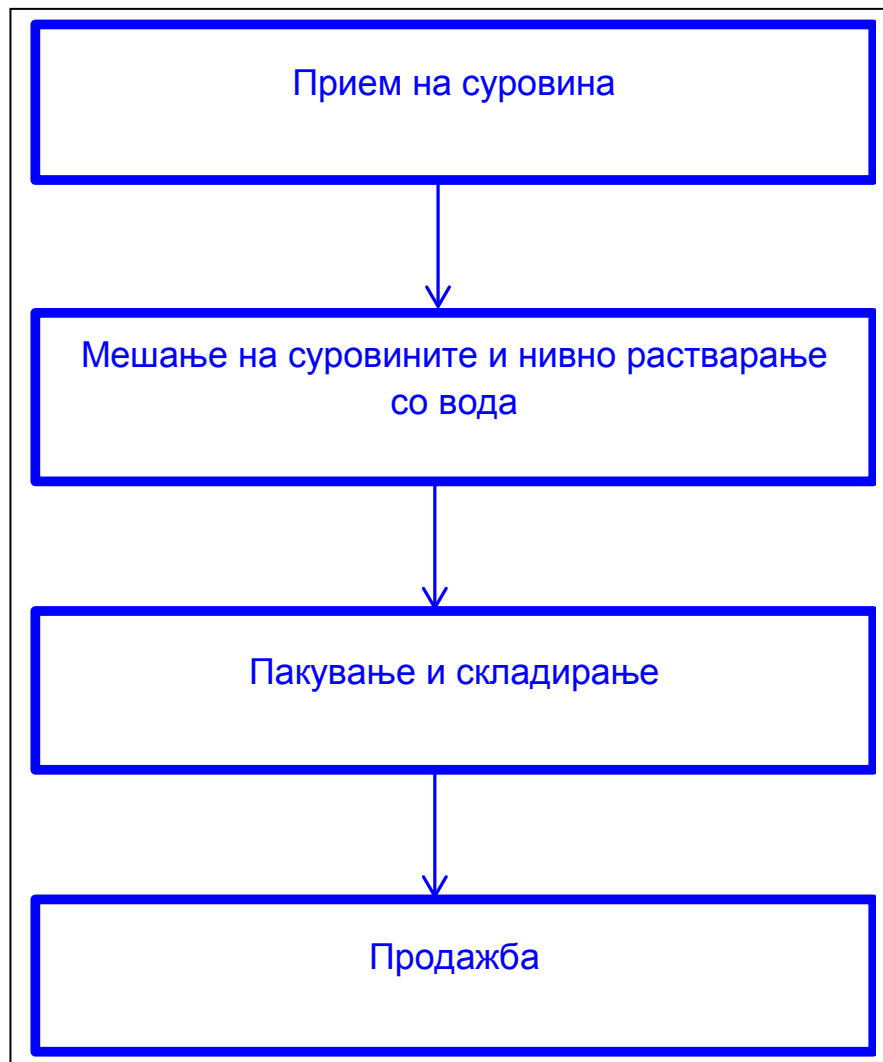 Прием на суровина
Мешање на суровините и нивно растварање
со вода
Пакување и складирање
Продажба